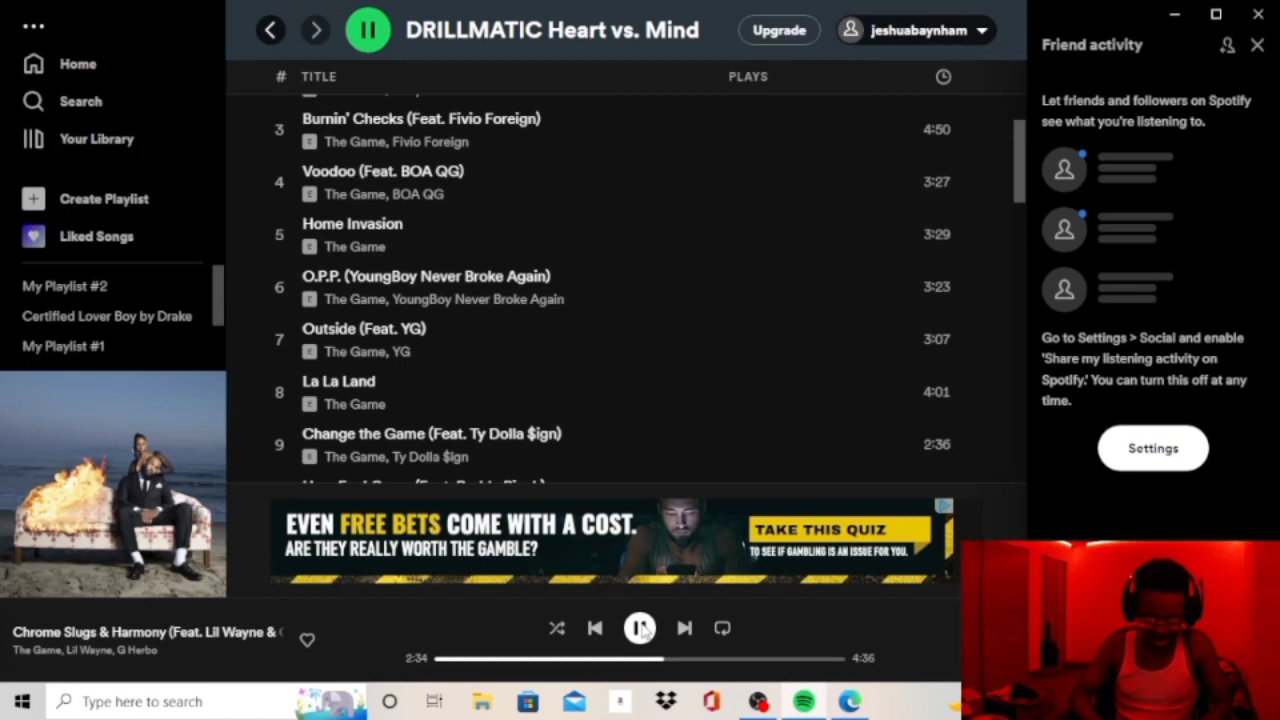 Home
Search
Your Library
Create Playlist
Liked Songs
My Playlist #2
Certified Lover Boy by Drake
My Playlist #1
DRILLMATIC Heart vs. Mind
Upgrade
jeshuabaynham
# TITLE PLAYS
3 Burnin' Checks (Feat. Fivio Foreign) 4:50
E The Game, Fivio Foreign
4 Voodoo (Feat. BOA QG) 3:27
E The Game, BOA QG
5 Home Invasion 3:29
E The Game
6 O.P.P. (YoungBoy Never Broke Again) 3:23
E The Game, YoungBoy Never Broke Again
7 Outside (Feat. YG) 3:07
E The Game, YG
8 La La Land 4:01
E The Game
9 Change the Game (Feat. Ty Dolla $ign) 2:36
E The Game, Ty Dolla $ign
EVEN FREE BETS COME WITH A COST.
ARE THEY REALLY WORTH THE GAMBLE?
TAKE THIS QUIZ
TO SEE IF GAMBLING IS AN ISSUE FOR YOU.
Friend activity
Let friends and followers on Spotify
see what you're listening to.
Go to Settings > Social and enable
'Share my listening activity on
Spotify.' You can turn this off at any
time.
Settings
Chrome Slugs & Harmony (Feat. Lil Wayne &
The Game, Lil Wayne, G Herbo
2:34 4:36
Type here to search